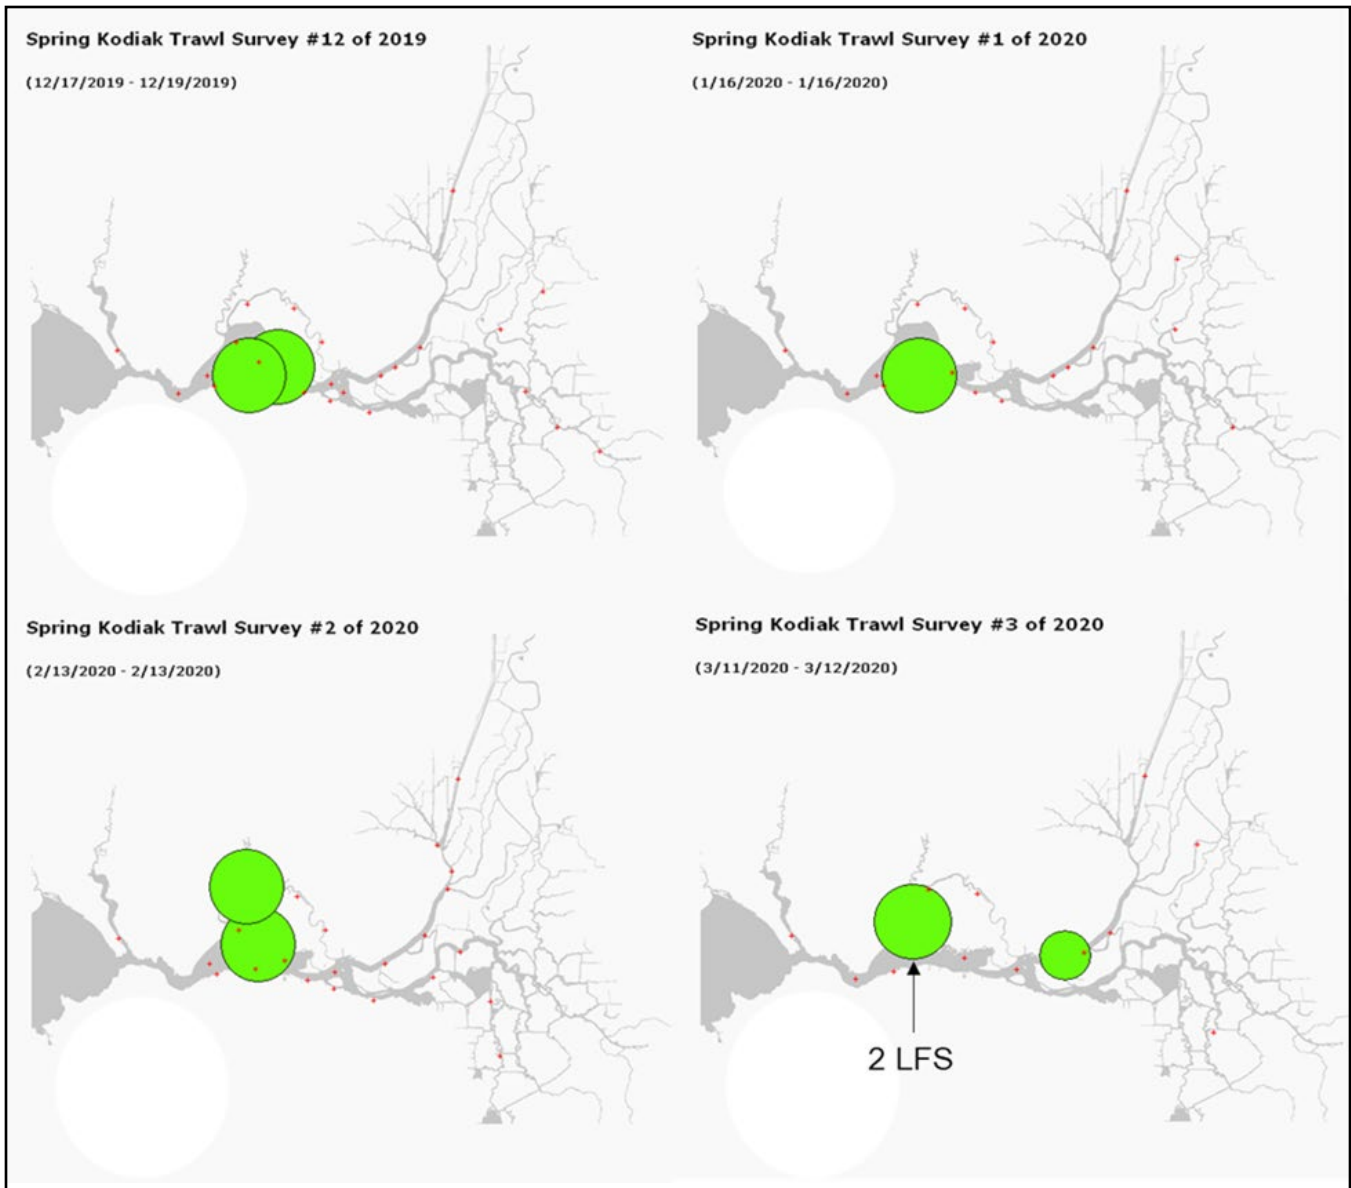 Spring Kodiak Trawl Survey #12 of 2019
(12/17/2019 - 12/19/2019)
Spring Kodiak Trawl Survey #1 of 2020
(1/16/2020 - 1/16/2020)
Spring Kodiak Trawl Survey #2 of 2020
(2/13/2020 - 2/13/2020)
Spring Kodiak Trawl Survey #3 of 2020
(3/11/2020 - 3/12/2020)
2 LFS